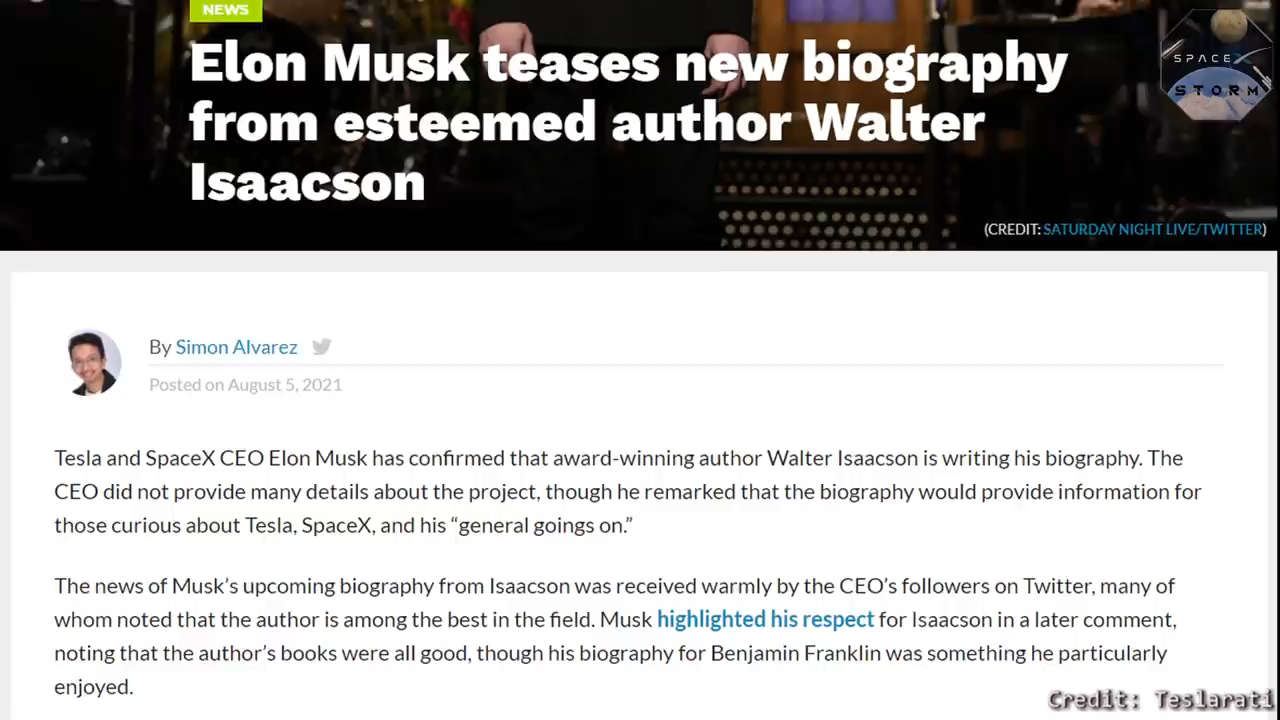 NEWS
Elon Musk teases new biography
from esteemed author Walter
Isaacson
SPACEX
STORM
(CREDIT: SATURDAY NIGHT LIVE/TWITTER)
By Simon Alvarez
Posted on August 5, 2021
Tesla and SpaceX CEO Elon Musk has confirmed that award-winning author Walter Isaacson is writing his biography. The
CEO did not provide many details about the project, though he remarked that the biography would provide information for
those curious about Tesla, SpaceX, and his “general goings on.”
The news of Musk’s upcoming biography from Isaacson was received warmly by the CEO’s followers on Twitter, many of
whom noted that the author is among the best in the field. Musk highlighted his respect for Isaacson in a later comment,
noting that the author’s books were all good, though his biography for Benjamin Franklin was something he particularly
enjoyed.
Credit: Teslarati